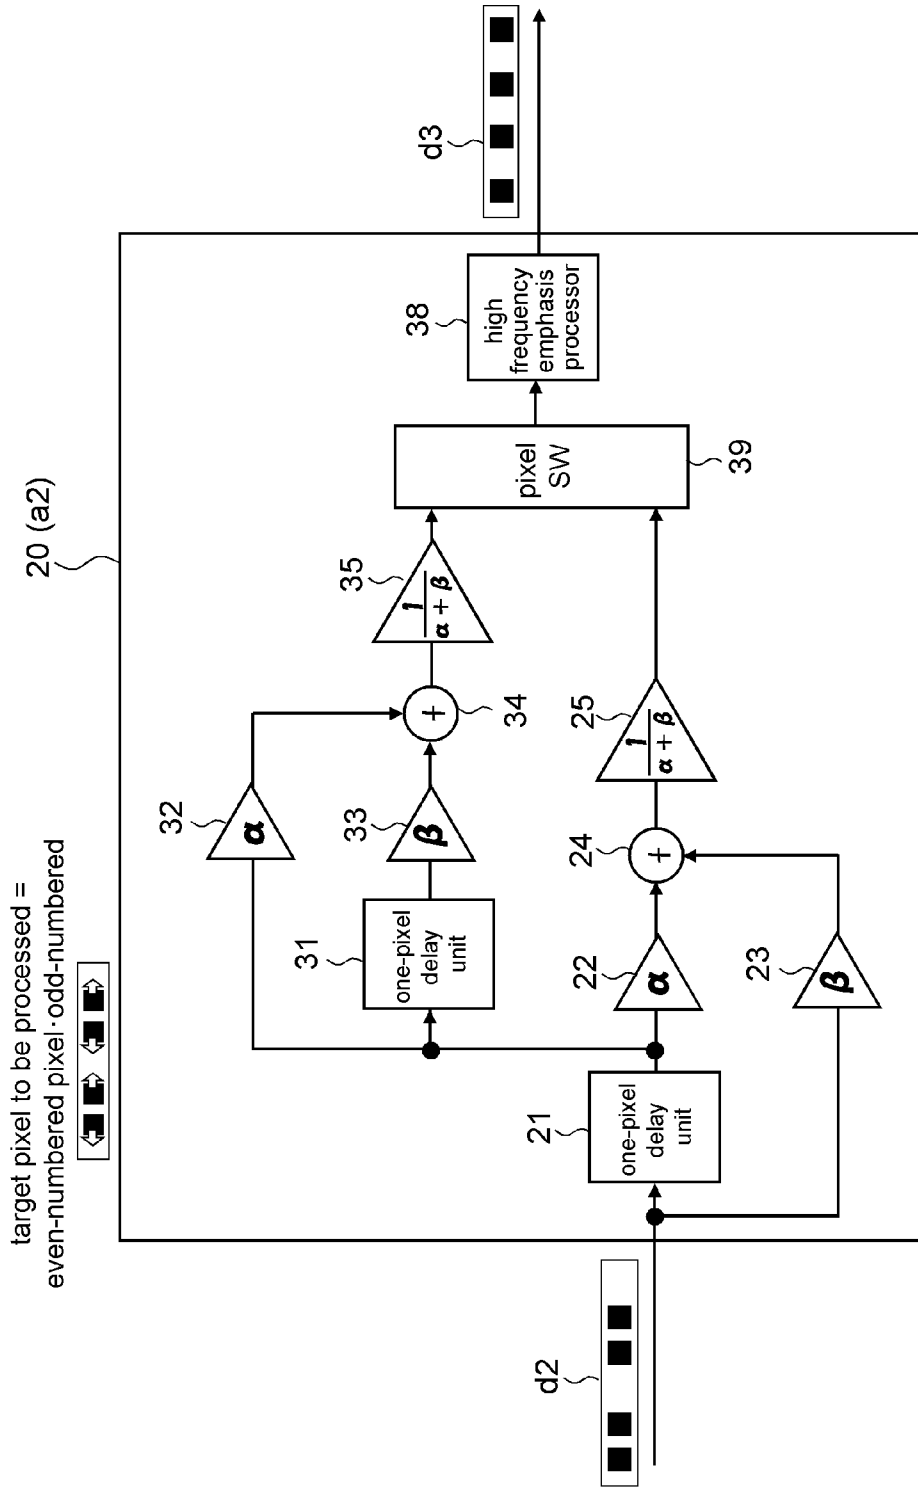 target pixel to be processed =
even-numbered pixel·odd-numbered
20 (a2)
d2
d3
21
one-pixel
delay
unit
22
α
23
β
24
+
25
1
α + β
31
one-pixel
delay
unit
32
α
33
β
34
+
35
1
α + β
pixel
SW
39
38
high
frequency
emphasis
processor